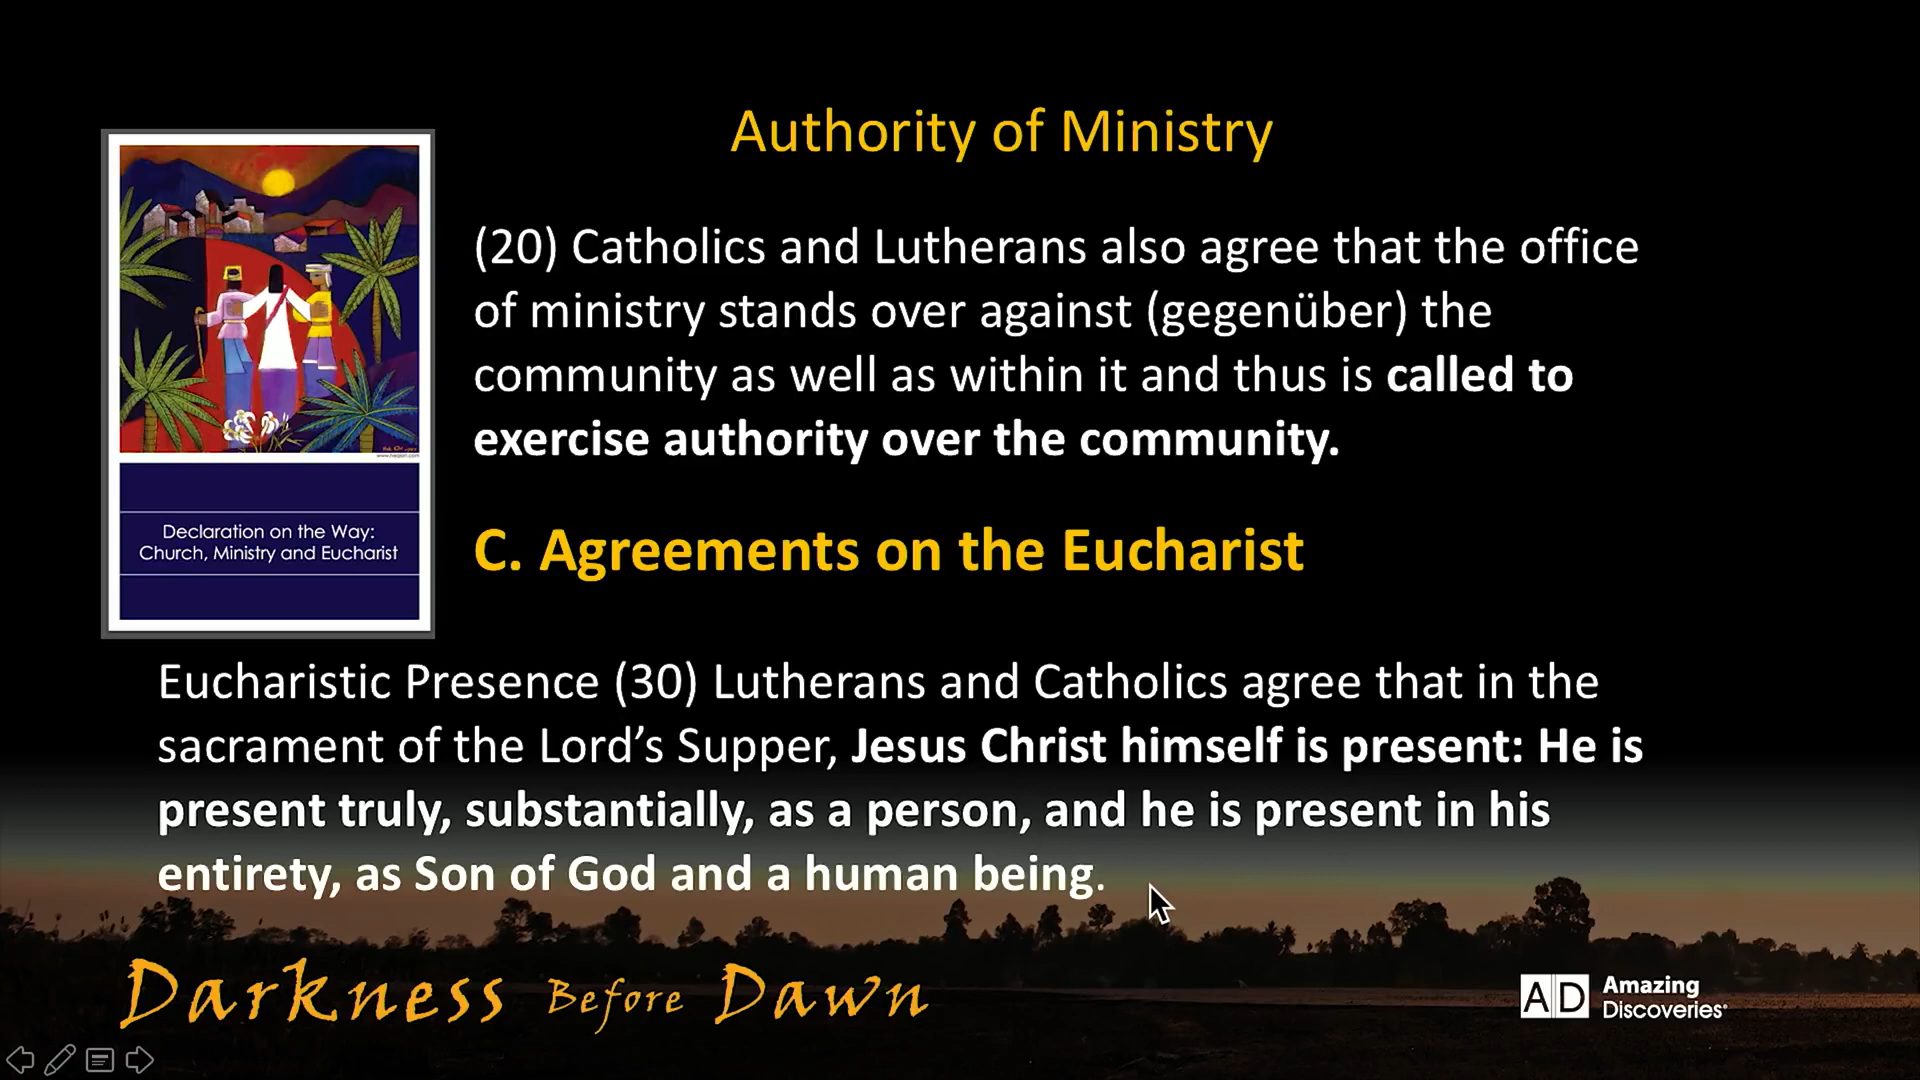 Authority of Ministry
(20) Catholics and Lutherans also agree that the office
of ministry stands over against (gegenüber) the
community as well as within it and thus is called to
exercise authority over the community.
Declaration on the Way:
Church, Ministry and Eucharist
C. Agreements on the Eucharist
Eucharistic Presence (30) Lutherans and Catholics agree that in the
sacrament of the Lord’s Supper, Jesus Christ himself is present: He is
present truly, substantially, as a person, and he is present in his
entirety, as Son of God and a human being.
Darkness Before Dawn
AD Amazing
Discoveries